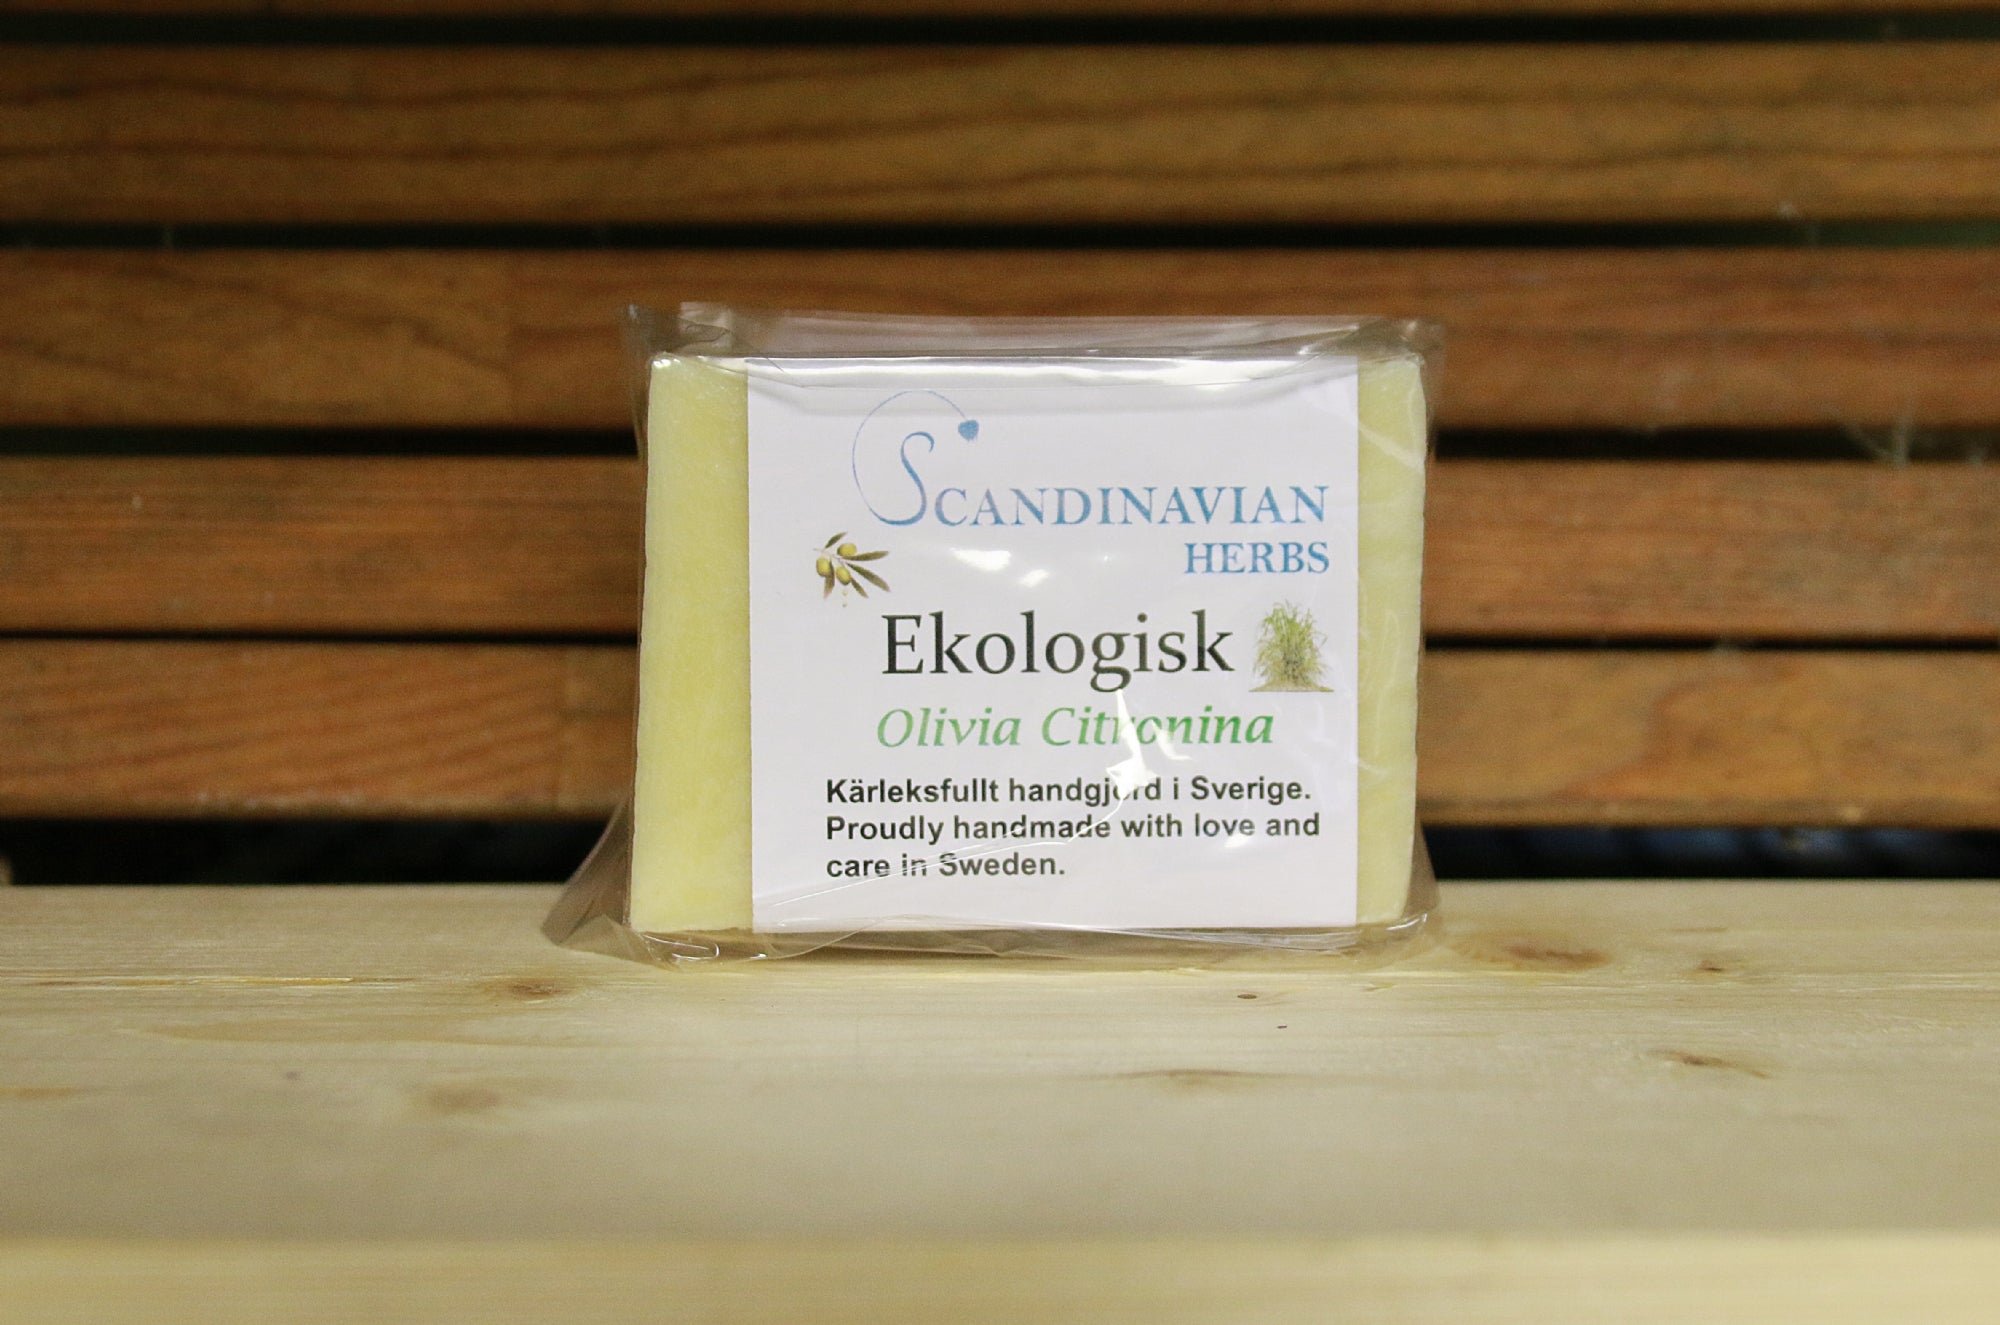 SCANDINAVIAN
HERBS
Ekologisk
Olivia Citronina
Kärleksfullt handgjord i Sverige.
Proudly handmade with love and
care in Sweden.